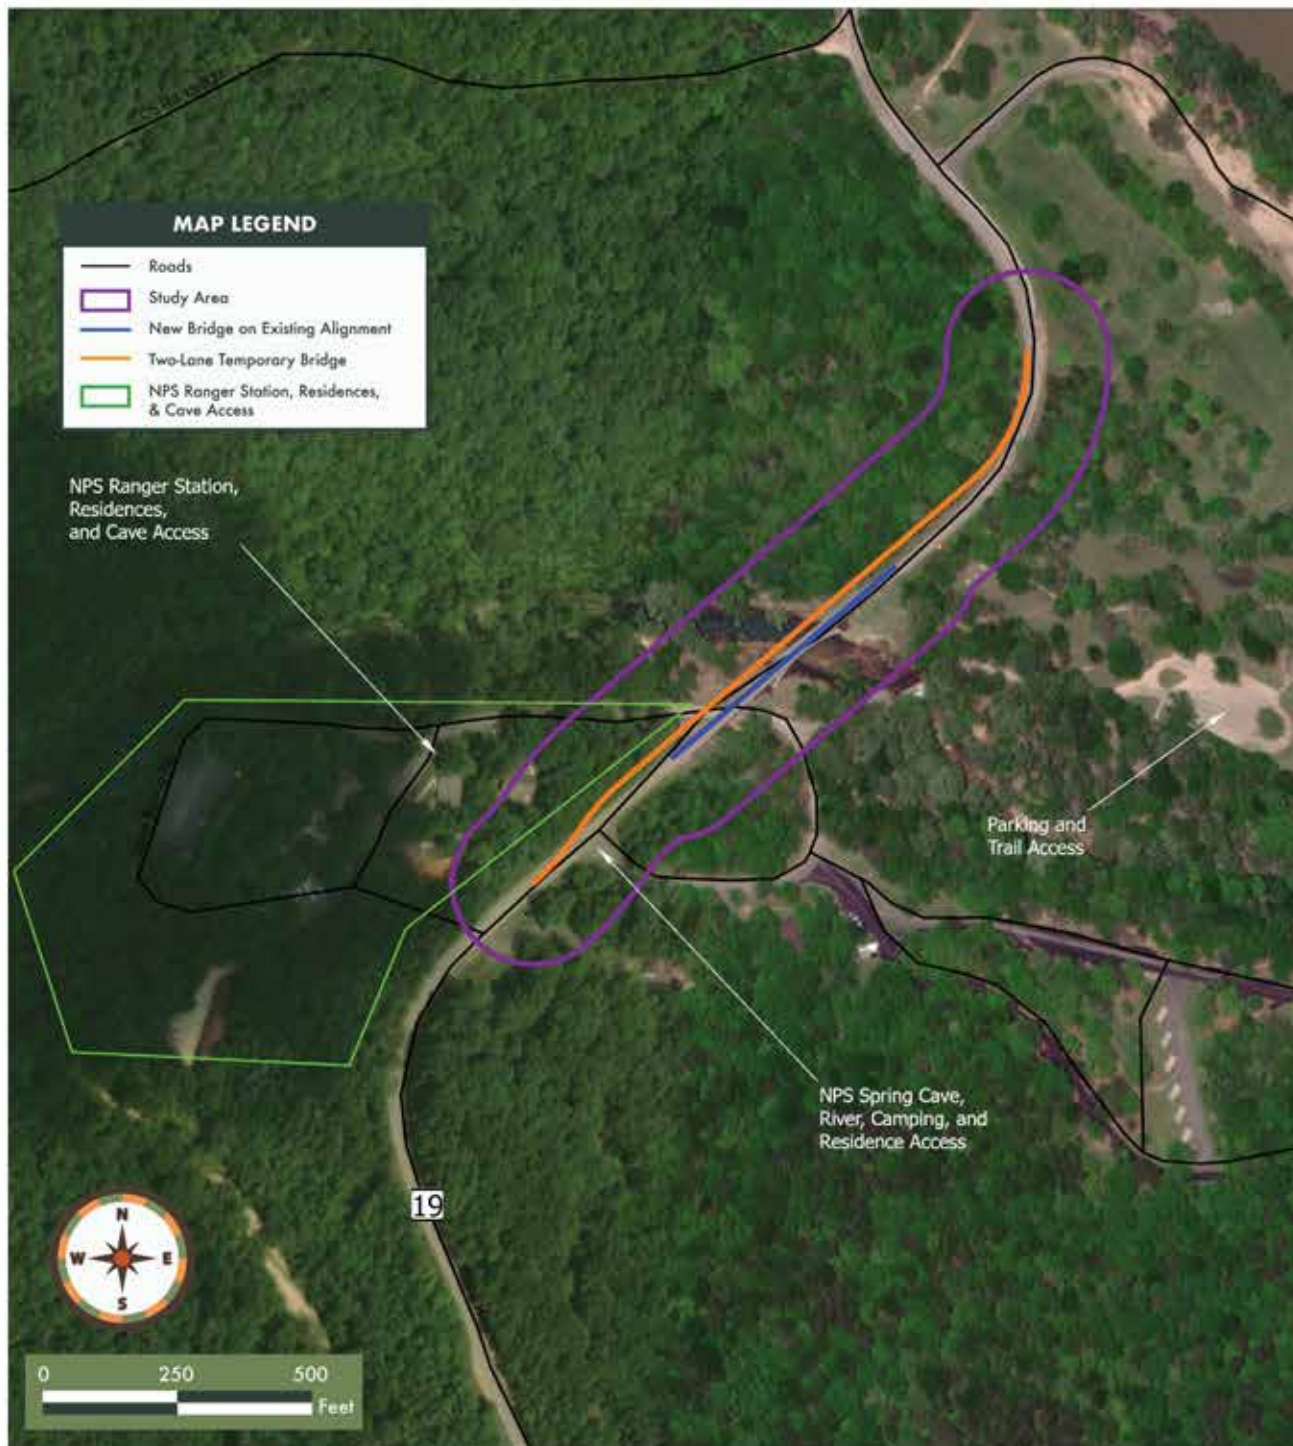 MAP LEGEND
Roads
Study Area
New Bridge on Existing Alignment
Two-Lane Temporary Bridge
NPS Ranger Station, Residences,
& Cave Access
NPS Ranger Station,
Residences,
and Cave Access
Parking and
Trail Access
NPS Spring Cave,
River, Camping, and
Residence Access
19
N
W
E
S
0 250 500
Feet